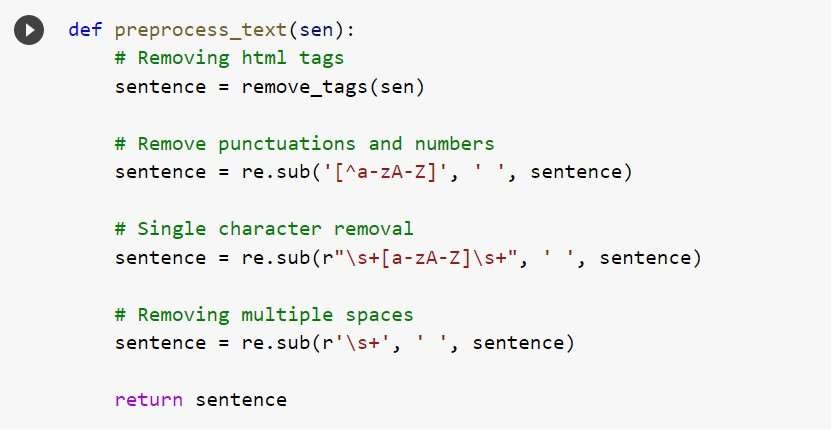 def preprocess_text(sen):
    # Removing html tags
    sentence = remove_tags(sen)
    # Remove punctuations and numbers
    sentence = re.sub('[^a-zA-Z]', ' ', sentence)
    # Single character removal
    sentence = re.sub(r"\s+[a-zA-Z]\s+", ' ', sentence)
    # Removing multiple spaces
    sentence = re.sub(r'\s+', ' ', sentence)
    return sentence